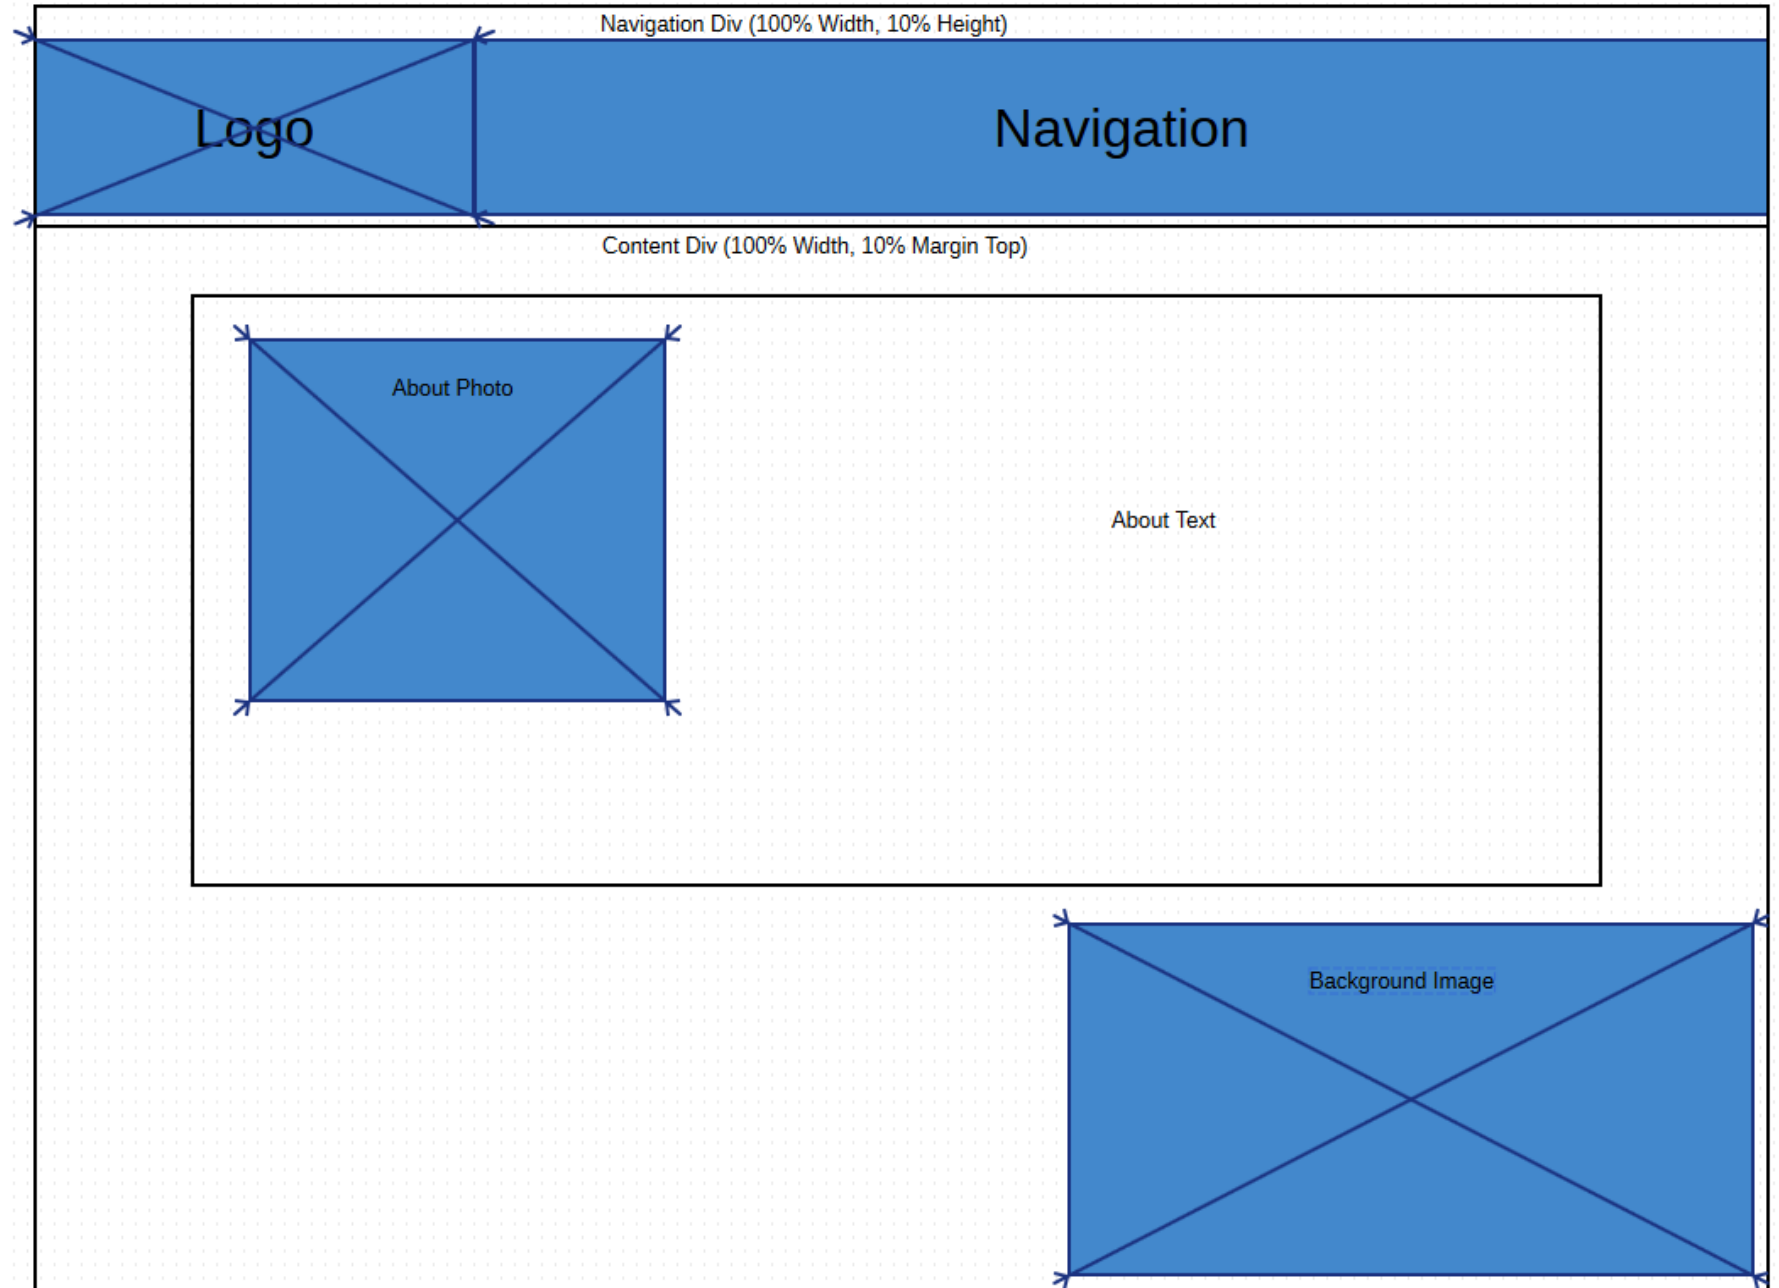 Navigation Div (100% Width, 10% Height)
Logo
Navigation
Content Div (100% Width, 10% Margin Top)
About Photo
About Text
Background Image